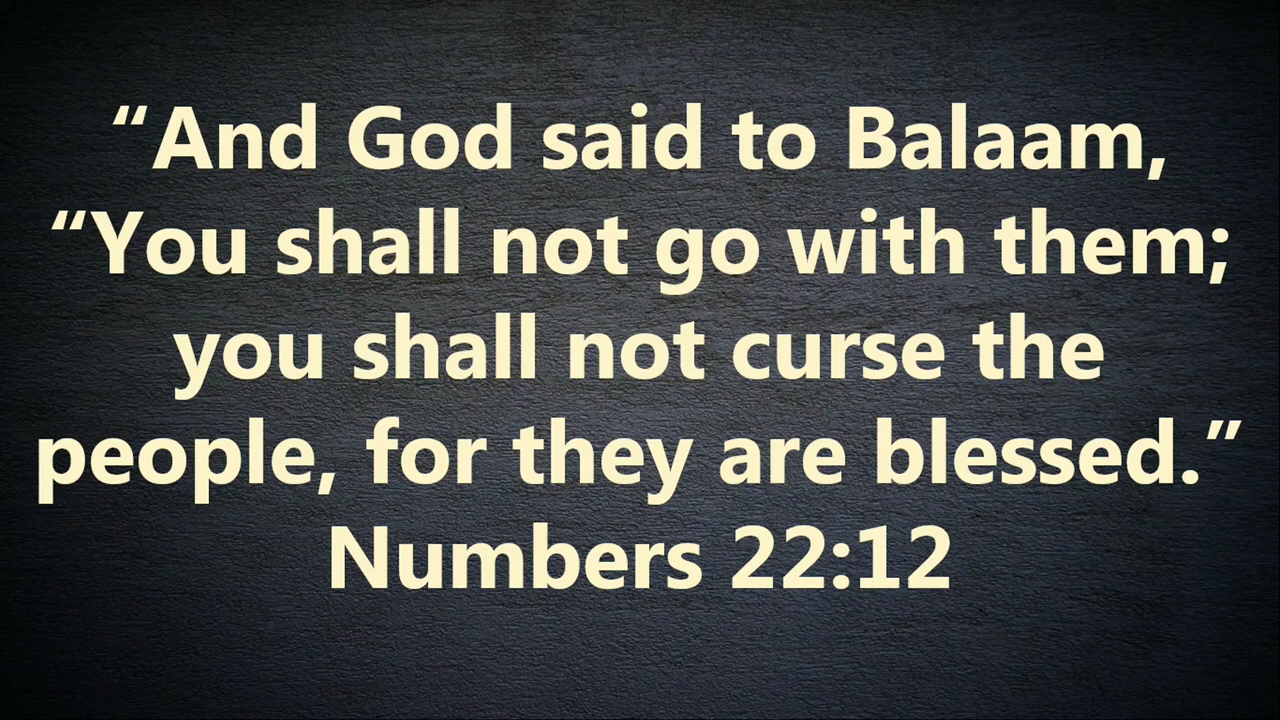 “And God said to Balaam,
“You shall not go with them;
you shall not curse the
people, for they are blessed.”
Numbers 22:12